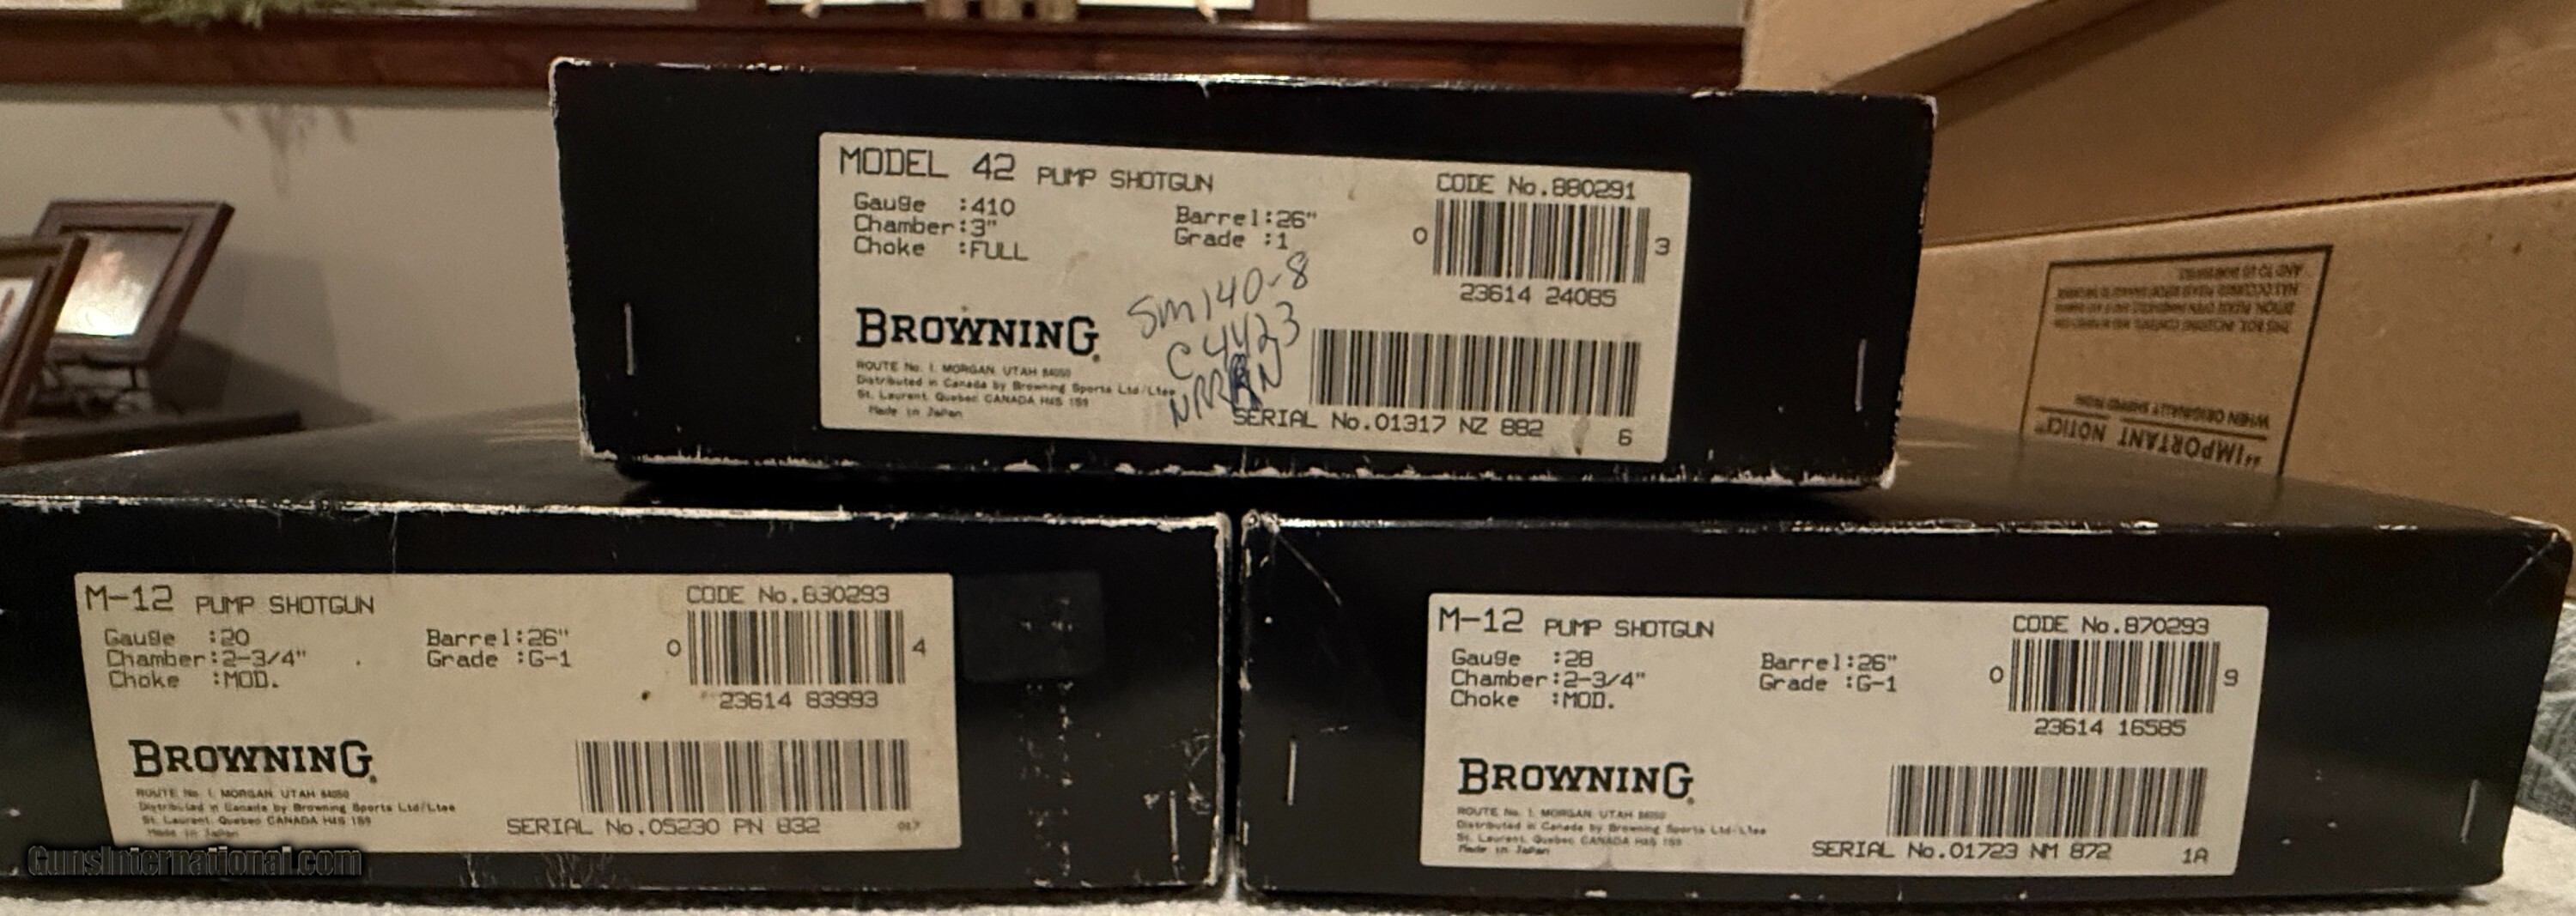 MODEL 42 PUMP SHOTGUN
Gauge :410
Chamber:3"
Choke :FULL
Barrel:26"
Grade :1
CODE No.880291
0 3
23614 24085
Sm140-8
C4423
BROWNING®
ROUTE No. 1, MORGAN, UTAH 84050
Distributed in Canada by Browning Sports Ltd/Ltee
St. Laurent, Quebec CANADA H4S 1S9
Made in Japan
SERIAL No.01317 NZ 882
6
M-12 PUMP SHOTGUN
Gauge :20
Chamber:2-3/4"
Choke :MOD.
Barrel:26"
Grade :G-1
CODE No.830293
0 4
23614 83993
BROWNING®
ROUTE No. 1, MORGAN, UTAH 84050
Distributed in Canada by Browning Sports Ltd/Ltee
St. Laurent, Quebec CANADA H4S 1S9
Made in Japan
SERIAL No.05230 PN 832
017
M-12 PUMP SHOTGUN
Gauge :28
Chamber:2-3/4"
Choke :MOD.
Barrel:26"
Grade :G-1
CODE No.870293
0 9
23614 16585
BROWNING®
ROUTE No. 1, MORGAN, UTAH 84050
Distributed in Canada by Browning Sports Ltd-Ltee
St. Laurent, Quebec CANADA H4S 1S9
Made in Japan
SERIAL No.01723 NM 872
1A
"IMPORTANT NOTICE"
WHEN ORIGINALLY SHIPPED FROM
GunsInternational.com